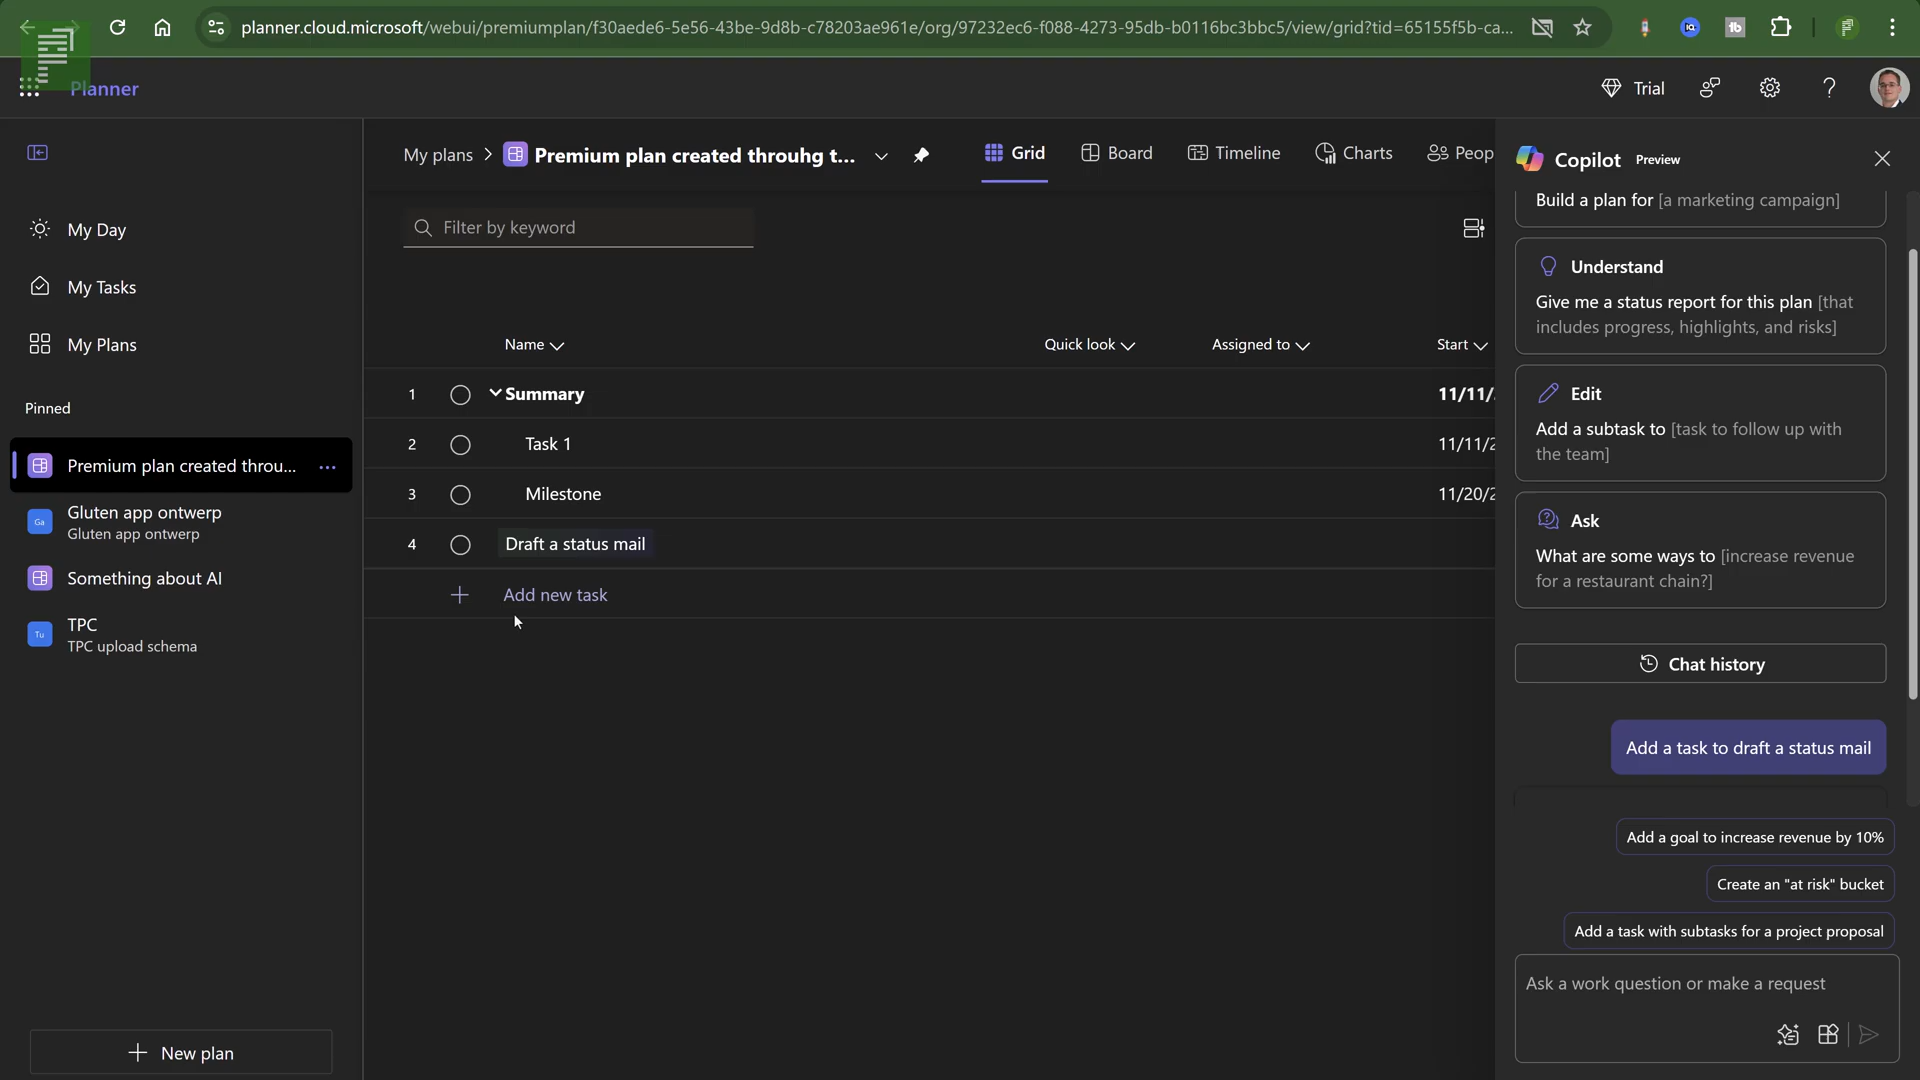 planner.cloud.microsoft/webui/premiumplan/f30aede6-5e56-43be-9d8b-c78203ae961e/org/97232ec6-f088-4273-95db-b0116bc3bbc5/view/grid?tid=65155f5b-ca...
Planner
Trial
My Day
My Tasks
My Plans
Pinned
Premium plan created throu...
Ga
Gluten app ontwerp
Gluten app ontwerp
Something about AI
Tu
TPC
TPC upload schema
New plan
My plans
Premium plan created throuhg t...
Grid
Board
Timeline
Charts
Peop
Filter by keyword
Name
Quick look
Assigned to
Start
1 Summary 11/11/
2 Task 1 11/11/2
3 Milestone 11/20/2
4 Draft a status mail
Add new task
Copilot Preview
Build a plan for [a marketing campaign]
Understand
Give me a status report for this plan [that
includes progress, highlights, and risks]
Edit
Add a subtask to [task to follow up with
the team]
Ask
What are some ways to [increase revenue
for a restaurant chain?]
Chat history
Add a task to draft a status mail
Add a goal to increase revenue by 10%
Create an "at risk" bucket
Add a task with subtasks for a project proposal
Ask a work question or make a request